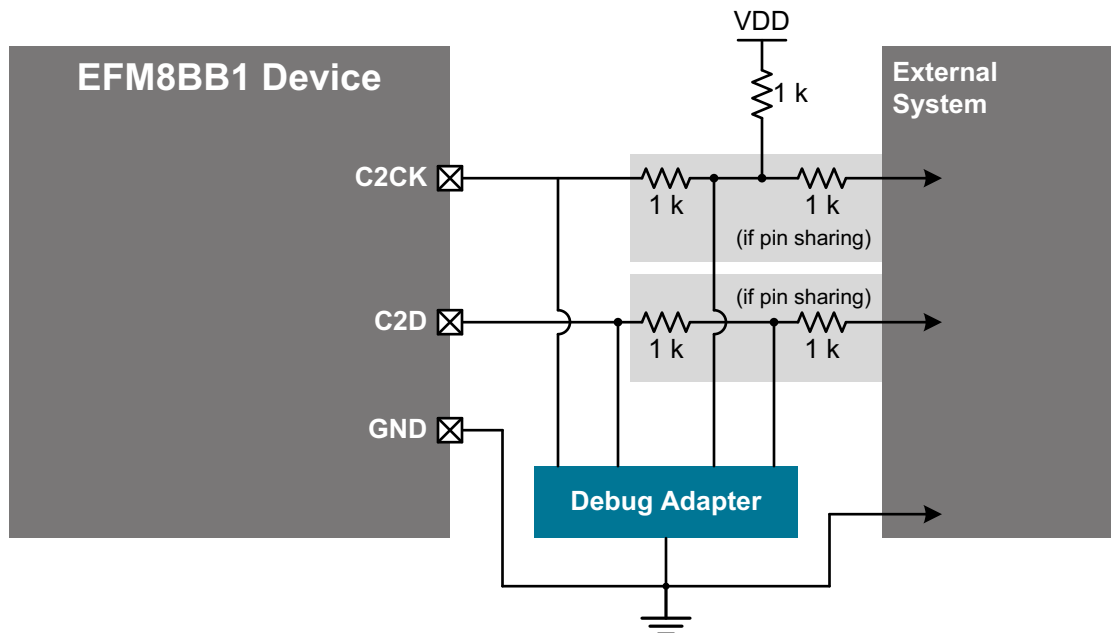 VDD
EFM8BB1 Device
External
System
1 k
C2CK
1 k
1 k
(if pin sharing)
(if pin sharing)
C2D
1 k
1 k
GND
Debug Adapter